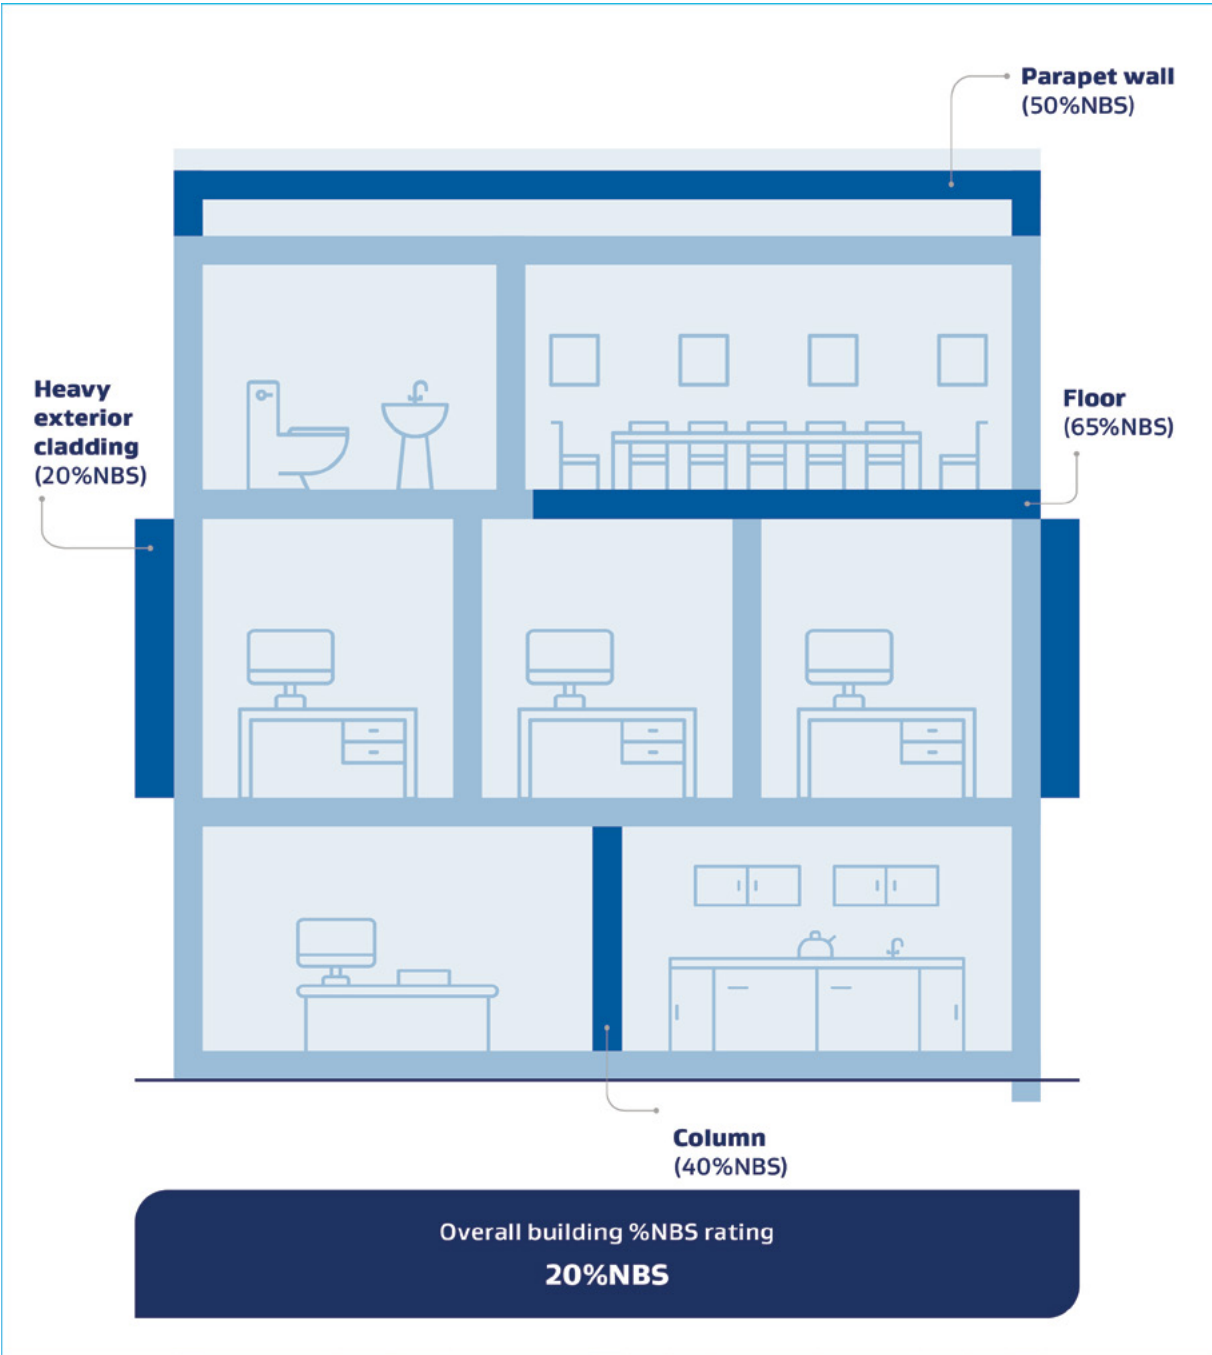 Parapet wall
(50%NBS)
Heavy
exterior
cladding
(20%NBS)
Floor
(65%NBS)
Column
(40%NBS)
Overall building %NBS rating
20%NBS